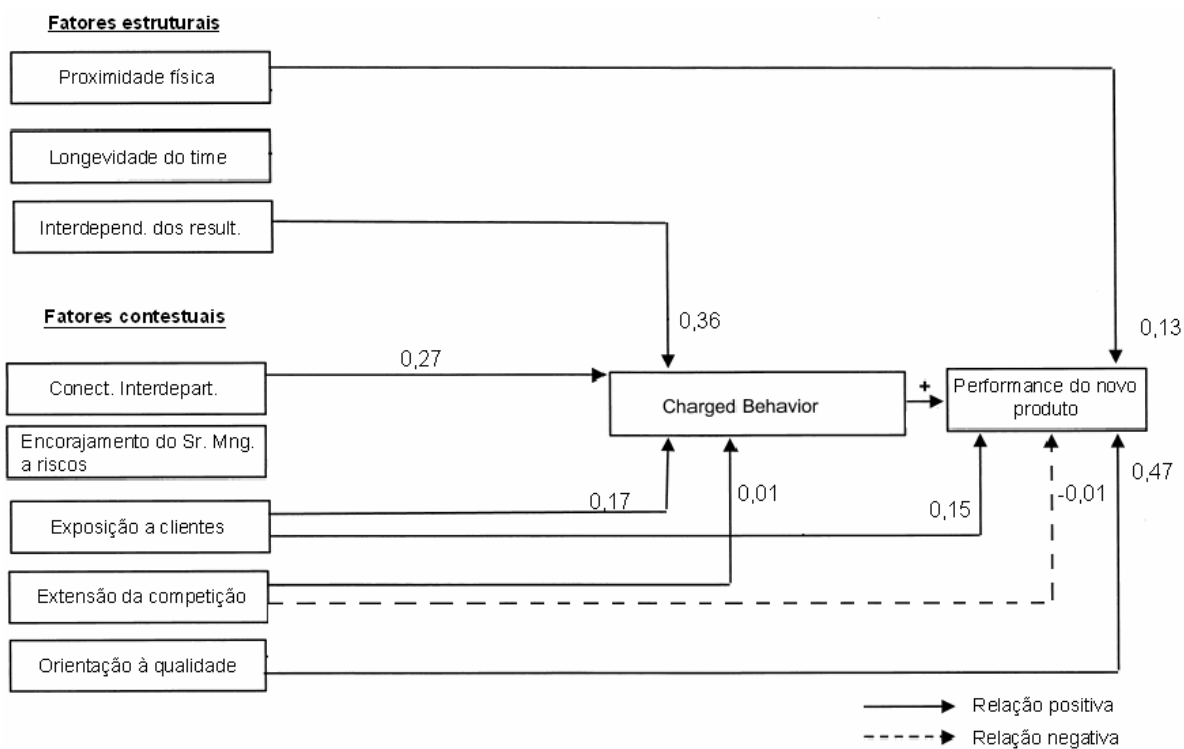 Fatores estruturais
Proximidade física
Longevidade do time
Interdepend. dos result.
0,36
0,13
Fatores contestuais
0,27
Conect. Interdepart.
Charged Behavior
+
Performance do novo
produto
Encorajamento do Sr. Mng.
a riscos
0,17
0,01
0,15
-0,01
0,47
Exposição a clientes
Extensão da competição
Orientação à qualidade
Relação positiva
Relação negativa